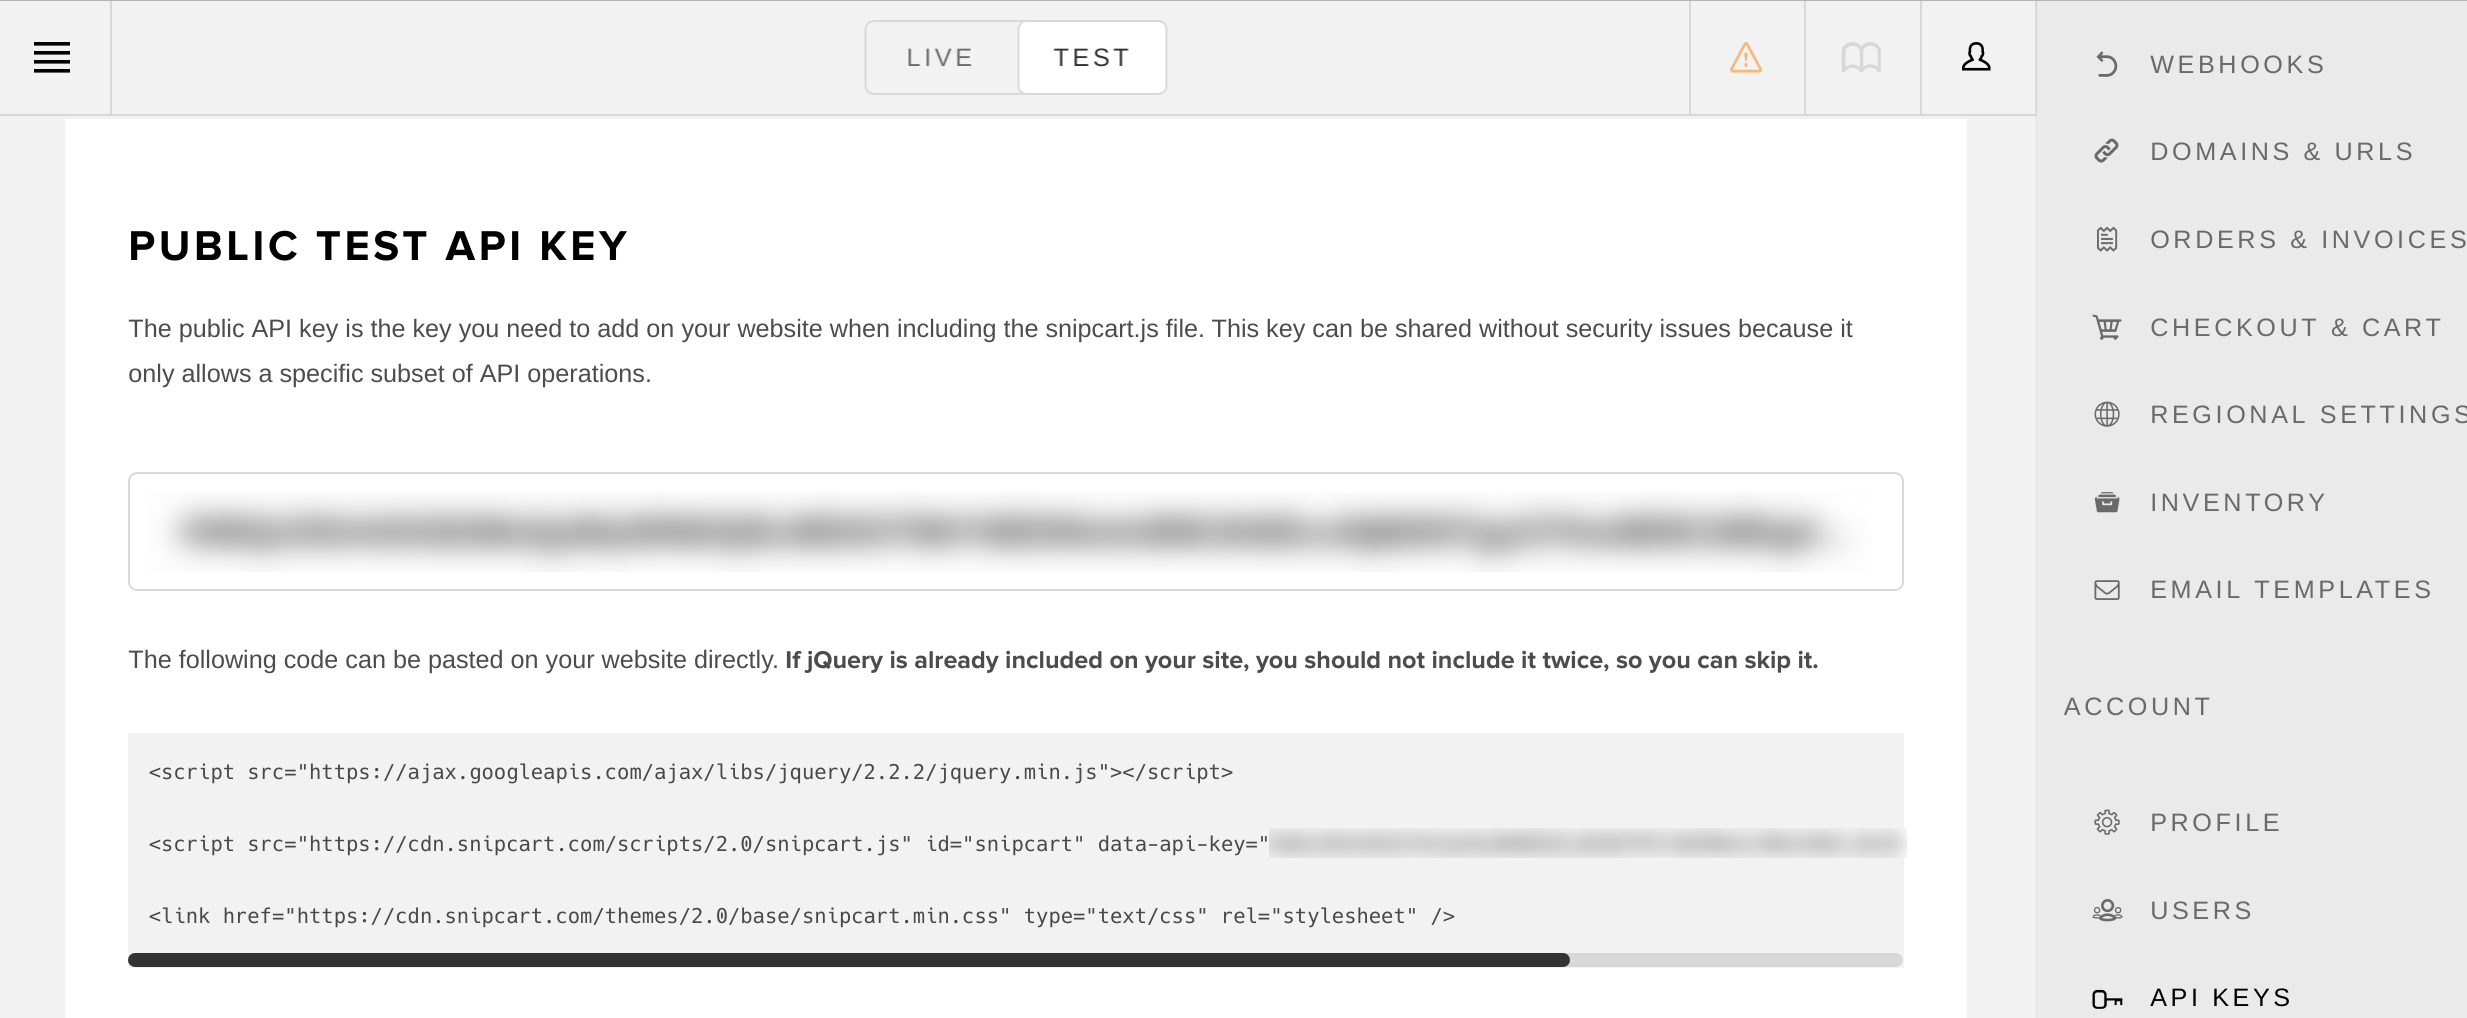 LIVE
TEST
PUBLIC TEST API KEY
The public API key is the key you need to add on your website when including the snipcart.js file. This key can be shared without security issues because it
only allows a specific subset of API operations.
The following code can be pasted on your website directly. If jQuery is already included on your site, you should not include it twice, so you can skip it.
<script src="https://ajax.googleapis.com/ajax/libs/jquery/2.2.2/jquery.min.js"></script>
<script src="https://cdn.snipcart.com/scripts/2.0/snipcart.js" id="snipcart" data-api-key="
<link href="https://cdn.snipcart.com/themes/2.0/base/snipcart.min.css" type="text/css" rel="stylesheet" />
WEBHOOKS
DOMAINS & URLS
ORDERS & INVOICES
CHECKOUT & CART
REGIONAL SETTINGS
INVENTORY
EMAIL TEMPLATES
ACCOUNT
PROFILE
USERS
API KEYS